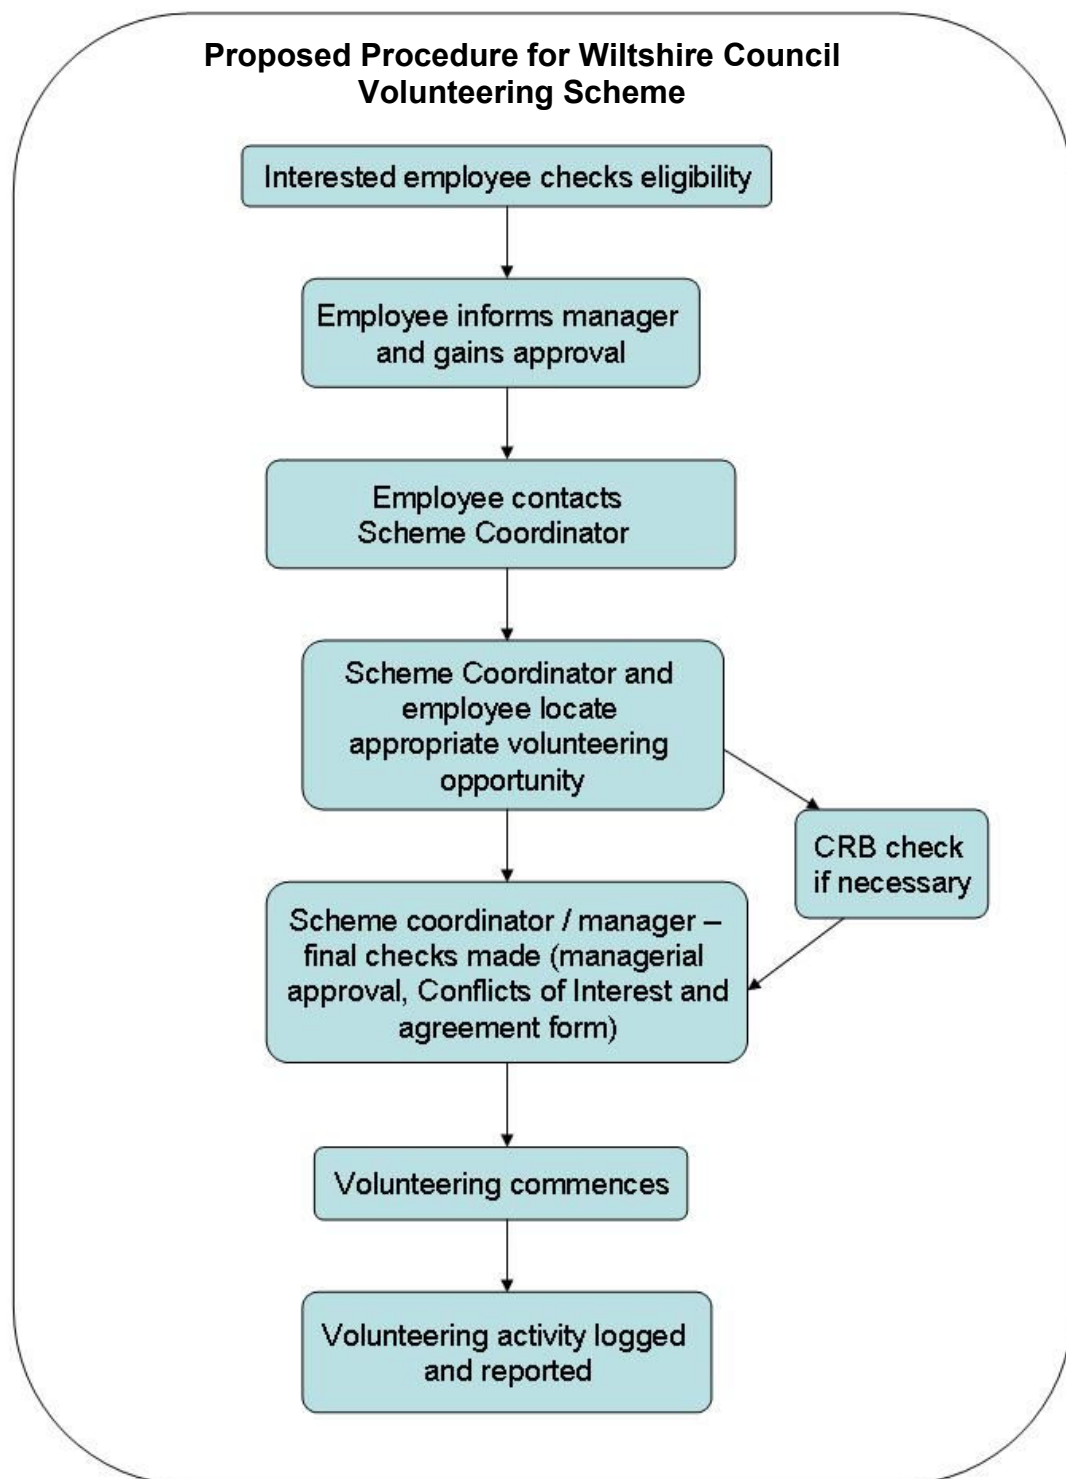 Proposed Procedure for Wiltshire Council
Volunteering Scheme
Interested employee checks eligibility
Employee informs manager
and gains approval
Employee contacts
Scheme Coordinator
Scheme Coordinator and
employee locate
appropriate volunteering
opportunity
CRB check
if necessary
Scheme coordinator / manager –
final checks made (managerial
approval, Conflicts of Interest and
agreement form)
Volunteering commences
Volunteering activity logged
and reported